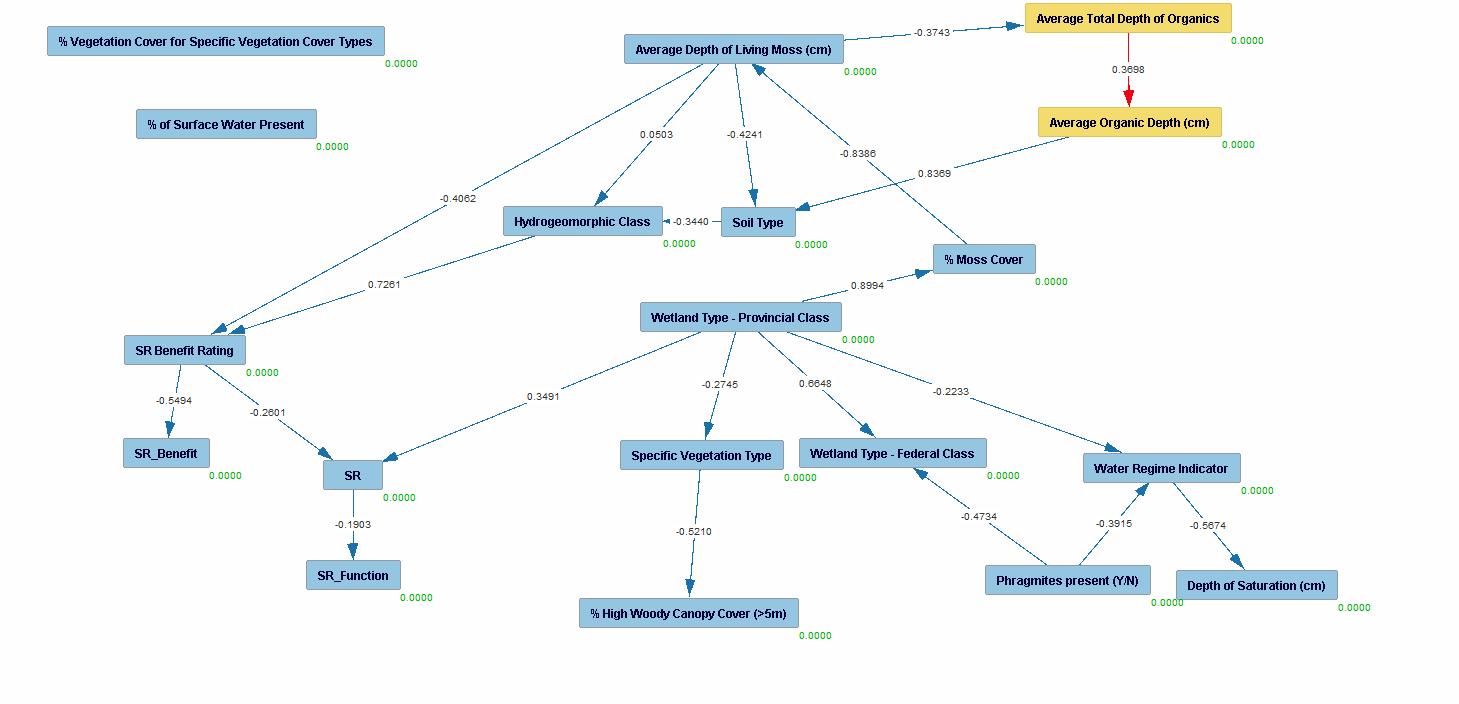 Average Total Depth of Organics
0.0000
% Vegetation Cover for Specific Vegetation Cover Types
0.0000
Average Depth of Living Moss (cm)
0.0000
-0.3743
0.3698
% of Surface Water Present
0.0000
Average Organic Depth (cm)
0.0000
0.0503
-0.4241
-0.8386
0.8369
-0.4062
Hydrogeomorphic Class
0.0000
-0.3440
Soil Type
0.0000
% Moss Cover
0.0000
0.7261
0.8994
Wetland Type - Provincial Class
0.0000
SR Benefit Rating
0.0000
-0.5494
-0.2601
0.3491
-0.2745
0.6648
-0.2233
SR_Benefit
0.0000
SR
0.0000
Specific Vegetation Type
0.0000
Wetland Type - Federal Class
0.0000
Water Regime Indicator
0.0000
-0.1903
-0.5210
-0.4734
-0.3915
-0.5674
SR_Function
0.0000
Phragmites present (Y/N)
0.0000
Depth of Saturation (cm)
0.0000
% High Woody Canopy Cover (>5m)
0.0000